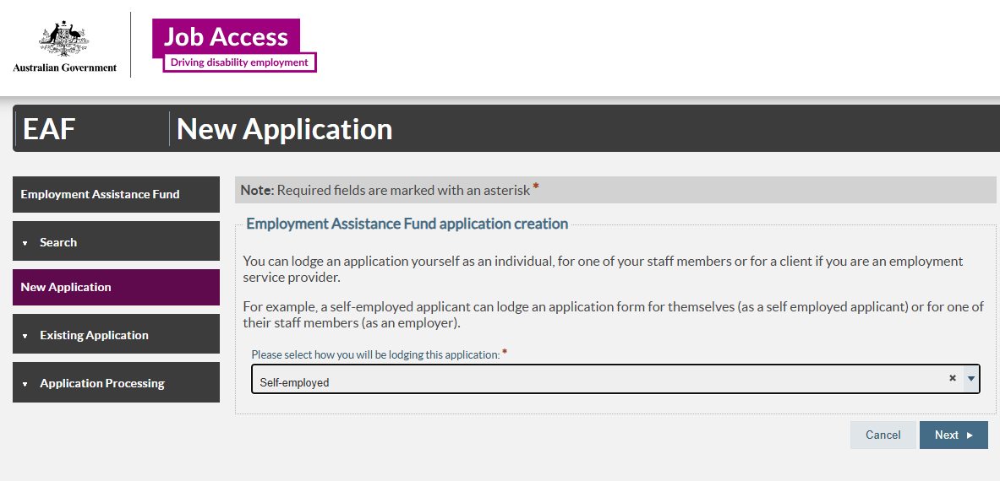 Australian Government
Job Access
Driving disability employment
EAF
New Application
Employment Assistance Fund
Search
New Application
Existing Application
Application Processing
Note: Required fields are marked with an asterisk *
Employment Assistance Fund application creation
You can lodge an application yourself as an individual, for one of your staff members or for a client if you are an employment
service provider.
For example, a self-employed applicant can lodge an application form for themselves (as a self employed applicant) or for one of
their staff members (as an employer).
Please select how you will be lodging this application: *
Self-employed
Cancel
Next